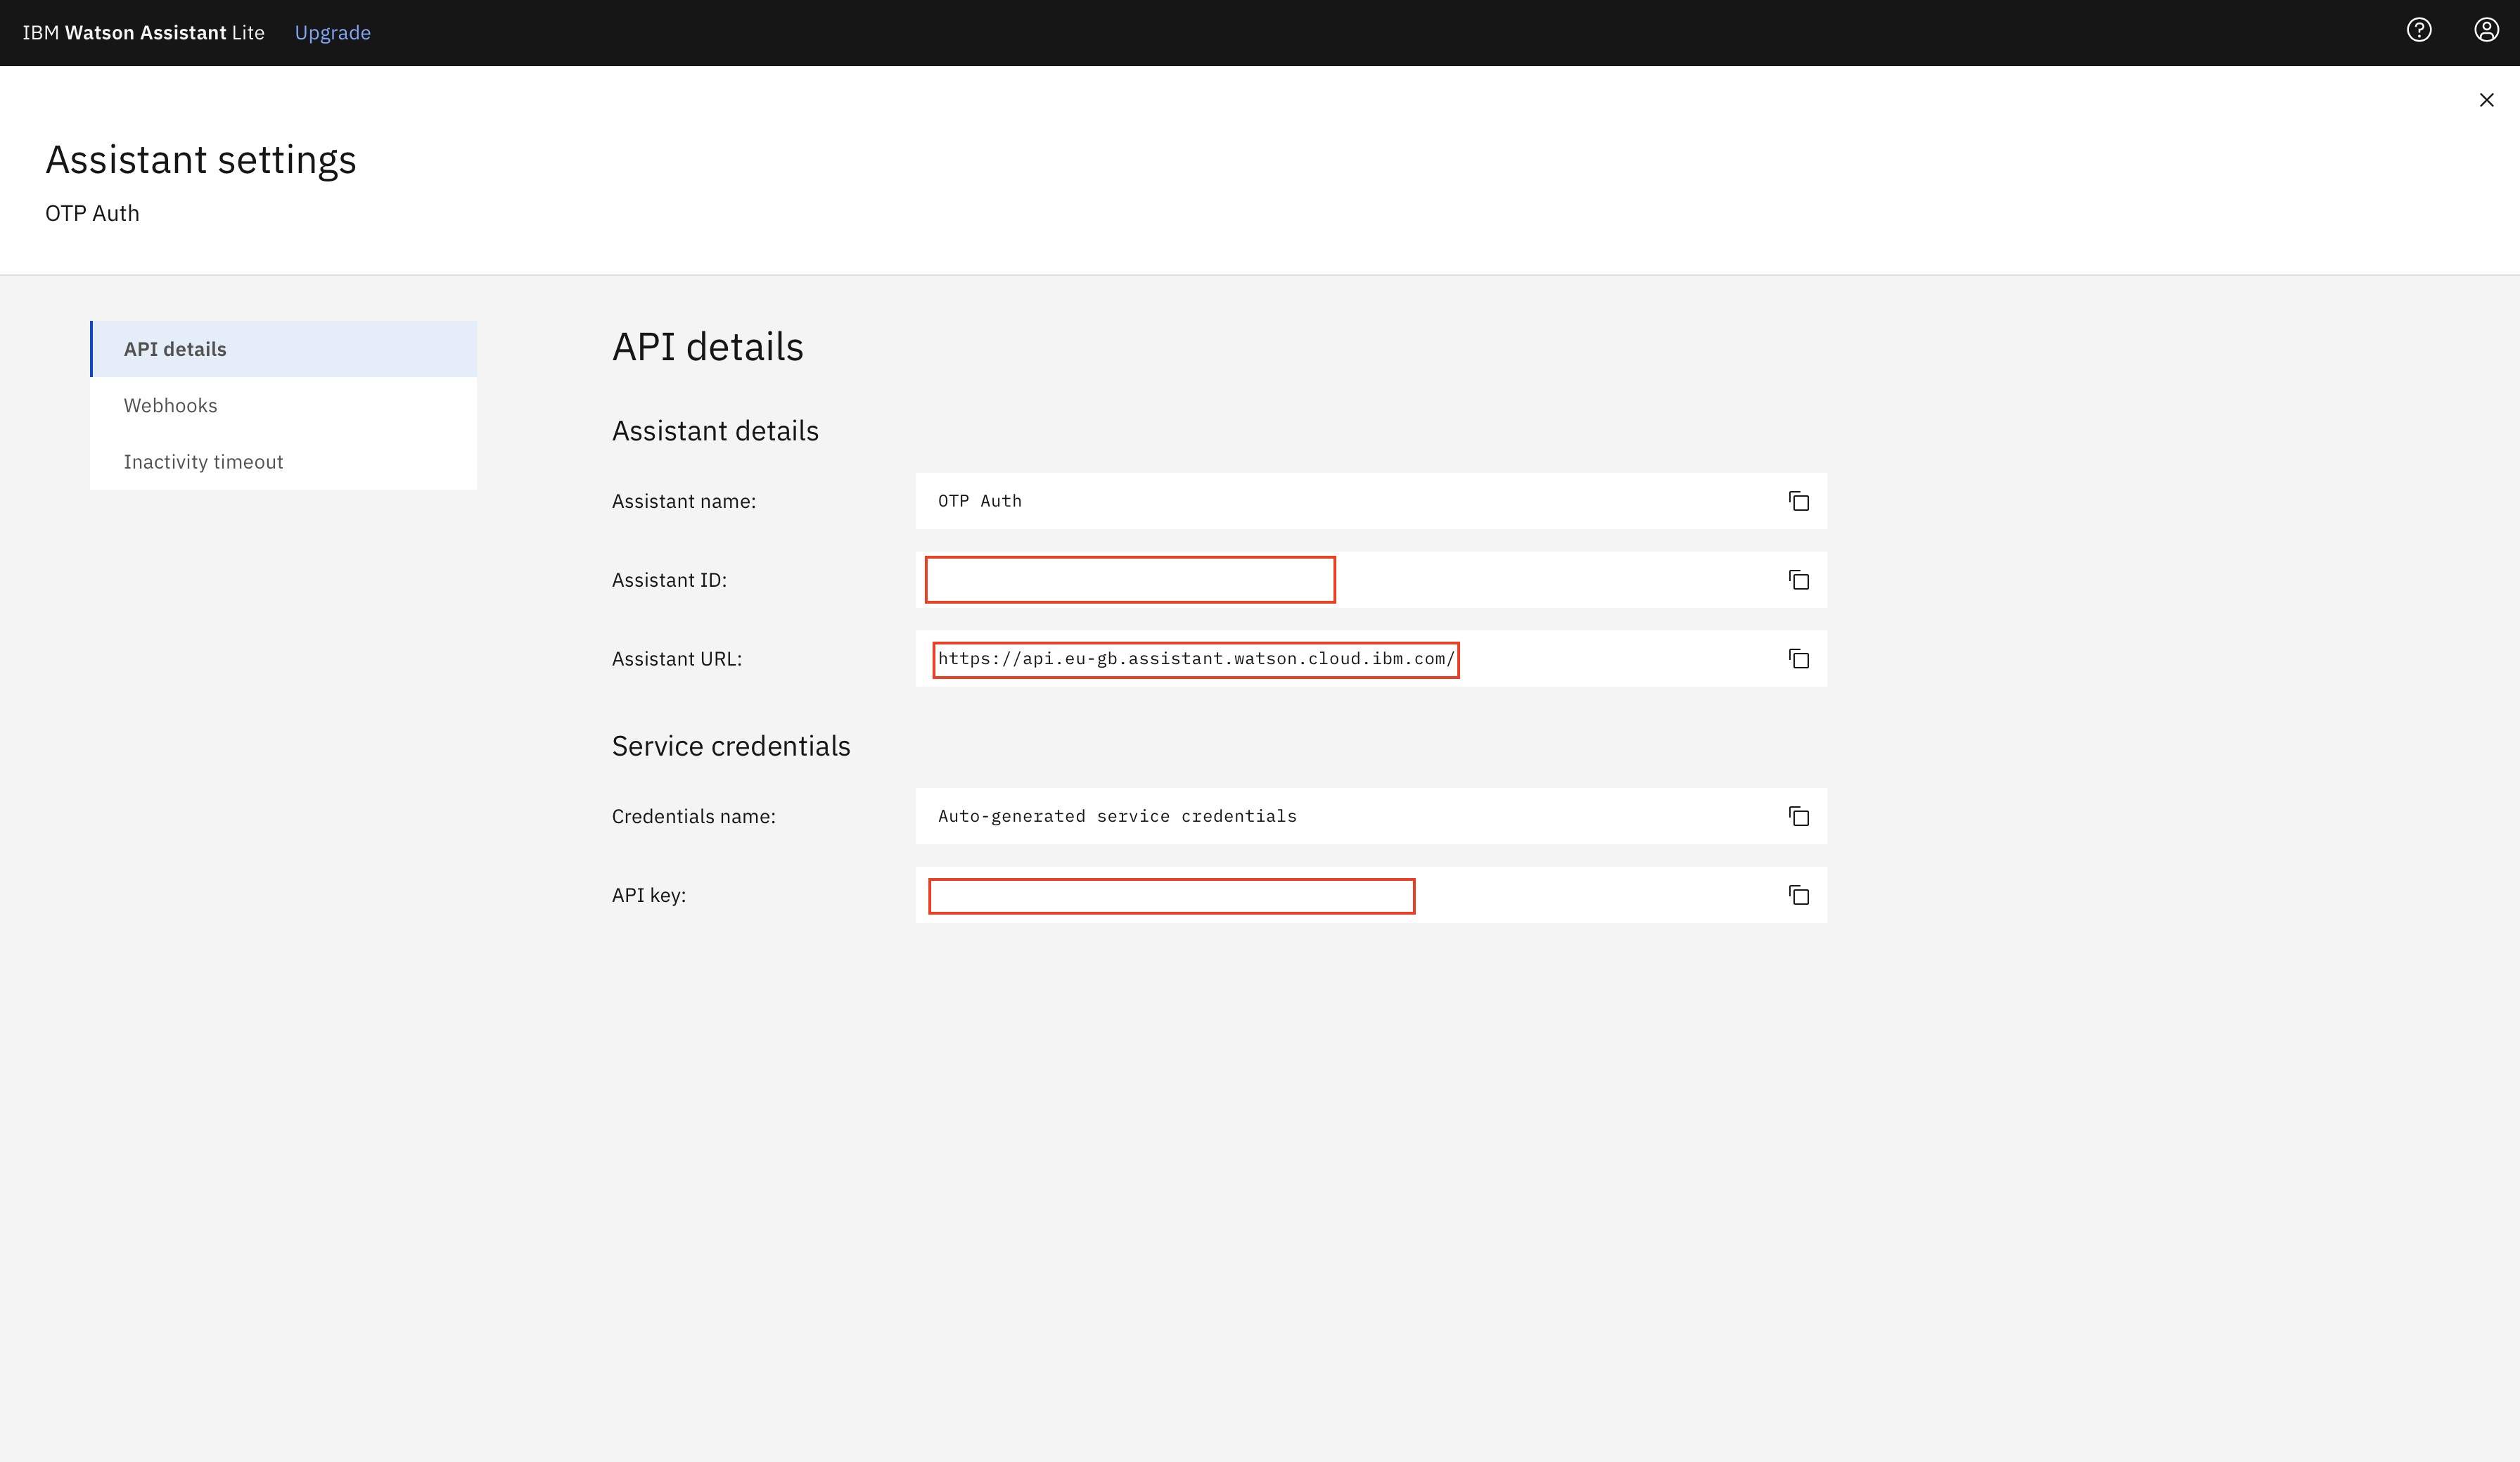 IBM Watson Assistant Lite Upgrade
Assistant settings
OTP Auth
API details
Webhooks
Inactivity timeout
API details
Assistant details
Assistant name: OTP Auth
Assistant ID:
Assistant URL: https://api.eu-gb.assistant.watson.cloud.ibm.com/
Service credentials
Credentials name: Auto-generated service credentials
API key: